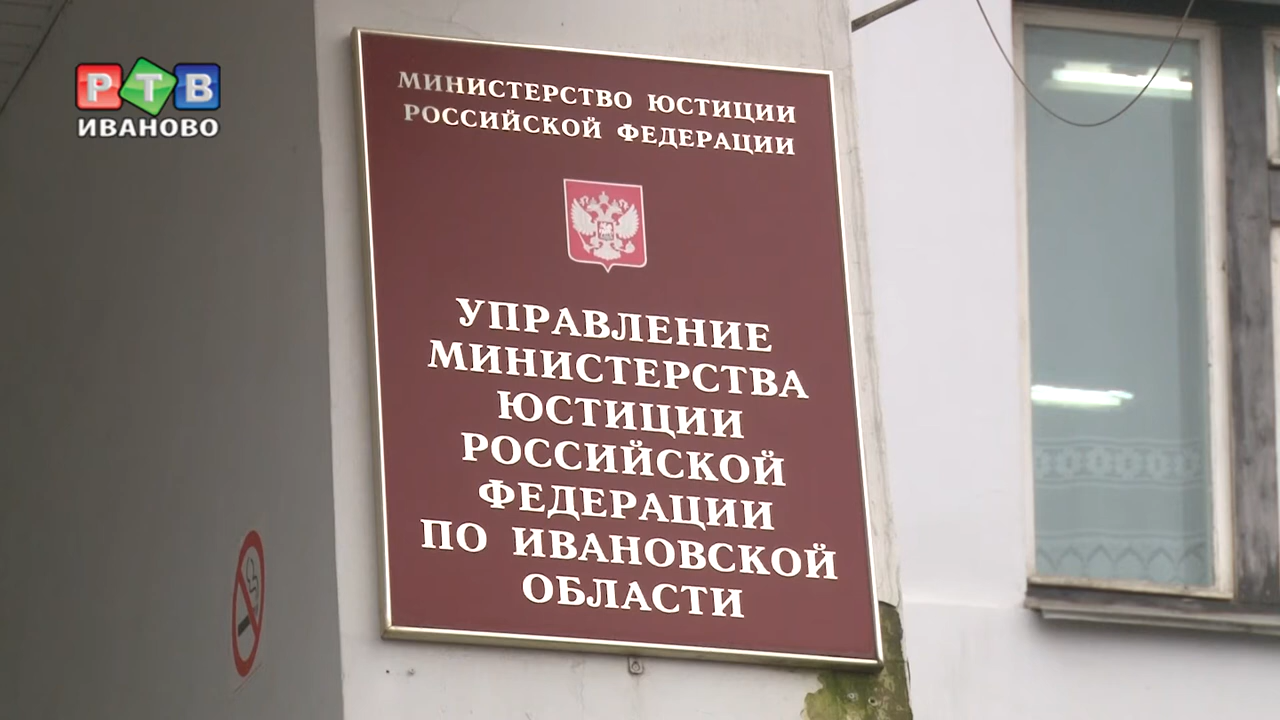 РТВ
ИВАНОВО
МИНИСТЕРСТВО ЮСТИЦИИ
РОССИЙСКОЙ ФЕДЕРАЦИИ
УПРАВЛЕНИЕ
МИНИСТЕРСТВА
ЮСТИЦИИ
РОССИЙСКОЙ
ФЕДЕРАЦИИ
ПО ИВАНОВСКОЙ
ОБЛАСТИ